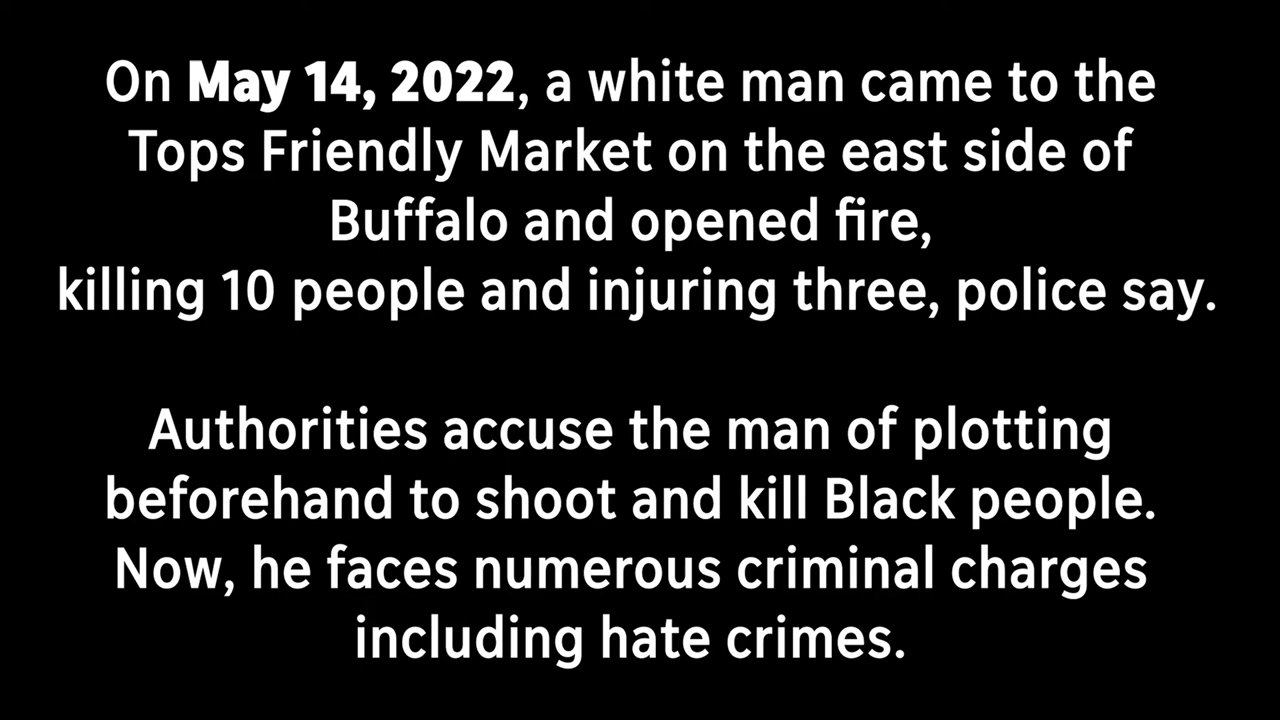 On May 14, 2022, a white man came to the
Tops Friendly Market on the east side of
Buffalo and opened fire,
killing 10 people and injuring three, police say.
Authorities accuse the man of plotting
beforehand to shoot and kill Black people.
Now, he faces numerous criminal charges
including hate crimes.